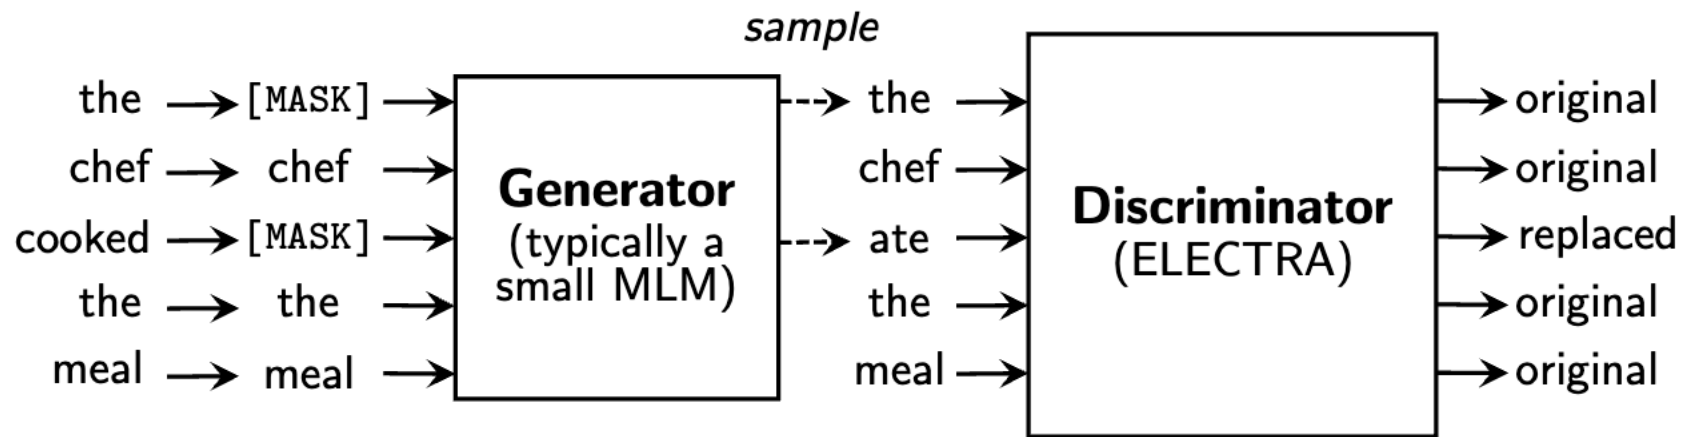 sample
the [MASK] the original
chef chef Generator chef Discriminator original
cooked [MASK] (typically a ate (ELECTRA) replaced
the the small MLM) the original
meal meal meal original